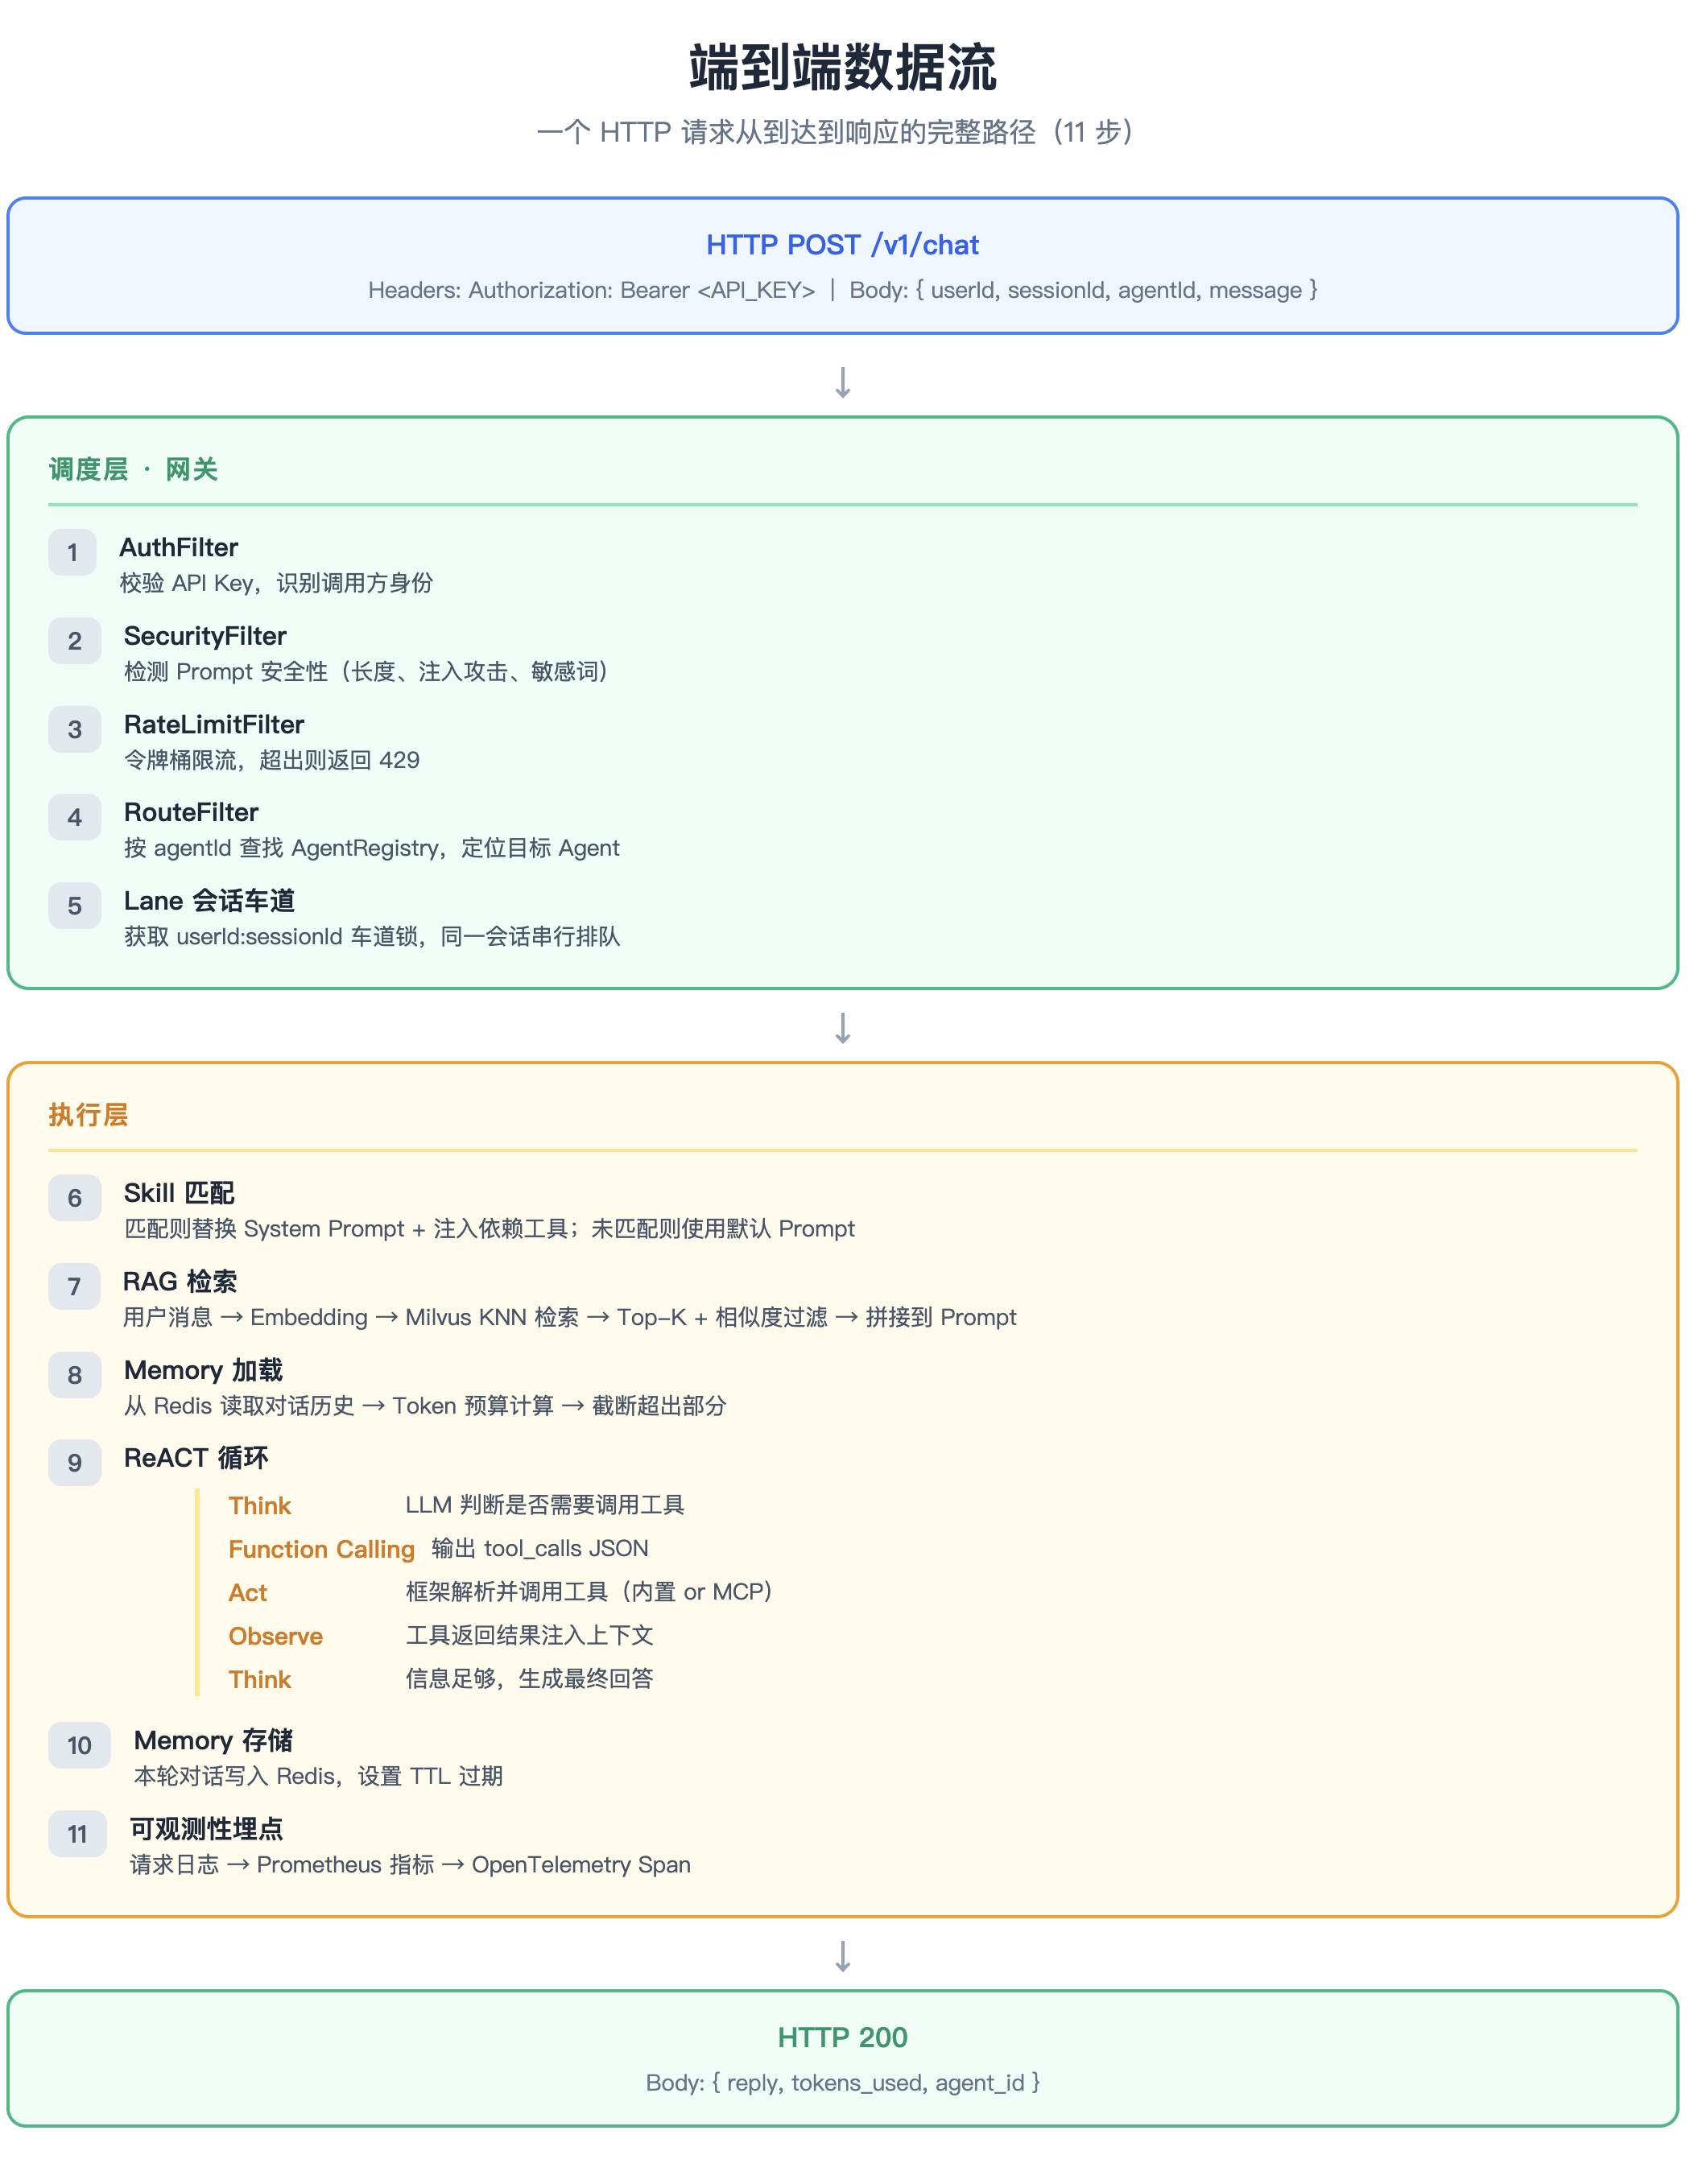 端到端数据流
一个 HTTP 请求从到达到响应的完整路径（11 步）
HTTP POST /v1/chat
Headers: Authorization: Bearer <API_KEY> | Body: { userId, sessionId, agentId, message }
↓
调度层 · 网关
1 AuthFilter
校验 API Key，识别调用方身份
2 SecurityFilter
检测 Prompt 安全性（长度、注入攻击、敏感词）
3 RateLimitFilter
令牌桶限流，超出则返回 429
4 RouteFilter
按 agentId 查找 AgentRegistry，定位目标 Agent
5 Lane 会话车道
获取 userId:sessionId 车道锁，同一会话串行排队
↓
执行层
6 Skill 匹配
匹配则替换 System Prompt + 注入依赖工具；未匹配则使用默认 Prompt
7 RAG 检索
用户消息 → Embedding → Milvus KNN 检索 → Top-K + 相似度过滤 → 拼接到 Prompt
8 Memory 加载
从 Redis 读取对话历史 → Token 预算计算 → 截断超出部分
9 ReACT 循环
Think LLM 判断是否需要调用工具
Function Calling 输出 tool_calls JSON
Act 框架解析并调用工具（内置 or MCP）
Observe 工具返回结果注入上下文
Think 信息足够，生成最终回答
10 Memory 存储
本轮对话写入 Redis，设置 TTL 过期
11 可观测性埋点
请求日志 → Prometheus 指标 → OpenTelemetry Span
↓
HTTP 200
Body: { reply, tokens_used, agent_id }